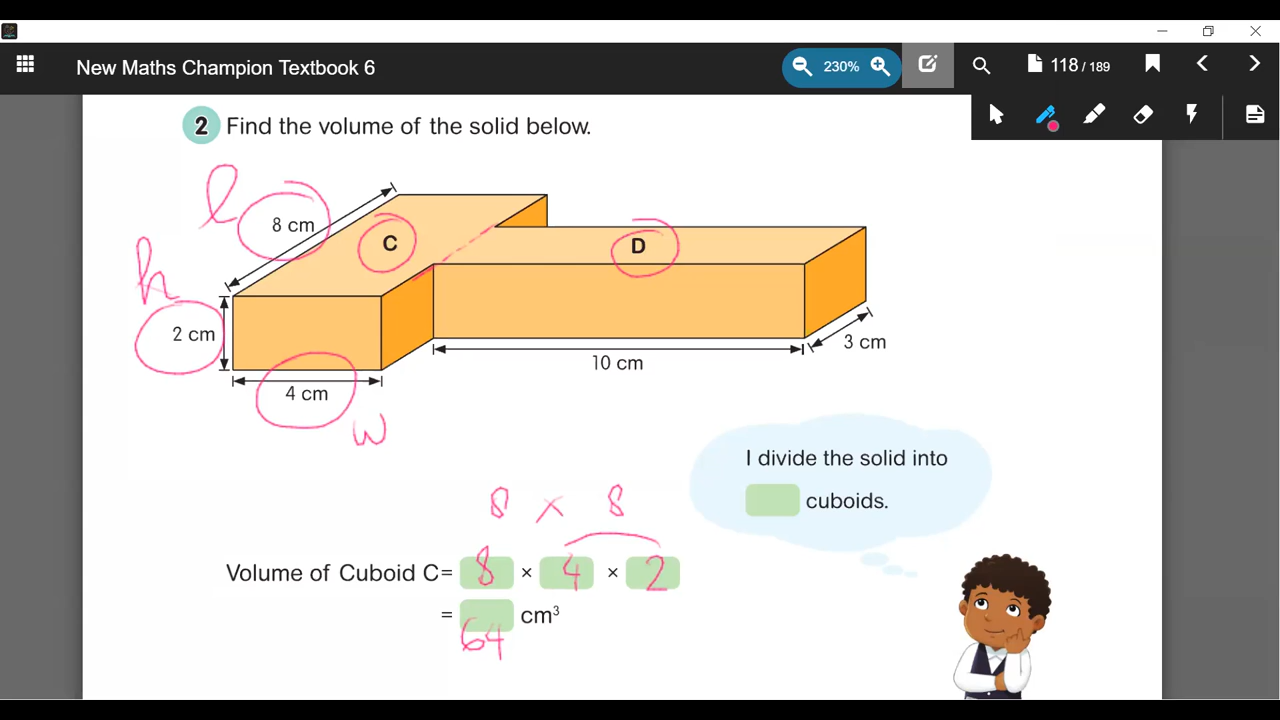 New Maths Champion Textbook 6
230%
118 / 189
2 Find the volume of the solid below.
l
8 cm
C
D
h
2 cm
3 cm
10 cm
4 cm
w
I divide the solid into
cuboids.
8 × 8
Volume of Cuboid C= 8 × 4 × 2
= cm³
64